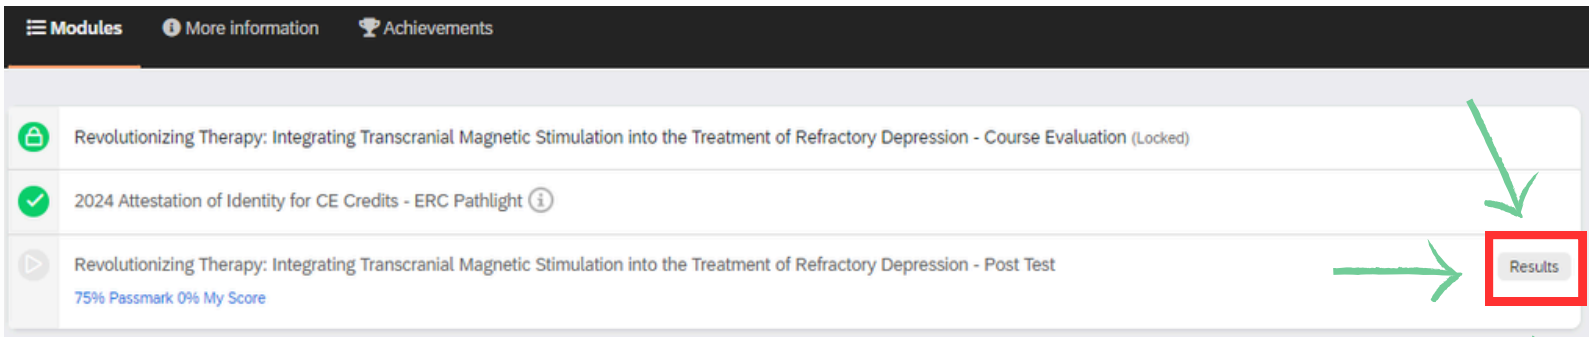 Modules More information Achievements
Revolutionizing Therapy: Integrating Transcranial Magnetic Stimulation into the Treatment of Refractory Depression - Course Evaluation (Locked)
2024 Attestation of Identity for CE Credits - ERC Pathlight
Revolutionizing Therapy: Integrating Transcranial Magnetic Stimulation into the Treatment of Refractory Depression - Post Test
Results
75% Passmark 0% My Score